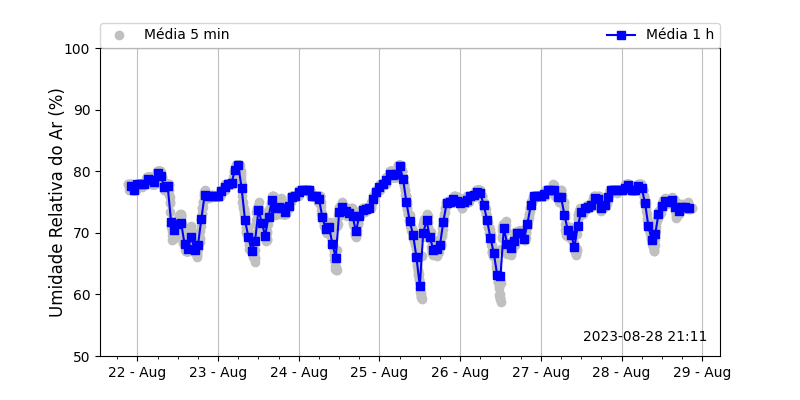 Média 5 min
Média 1 h
Umidade Relativa do Ar (%)
100
90
80
70
60
50
2023-08-28 21:11
22 - Aug
23 - Aug
24 - Aug
25 - Aug
26 - Aug
27 - Aug
28 - Aug
29 - Aug